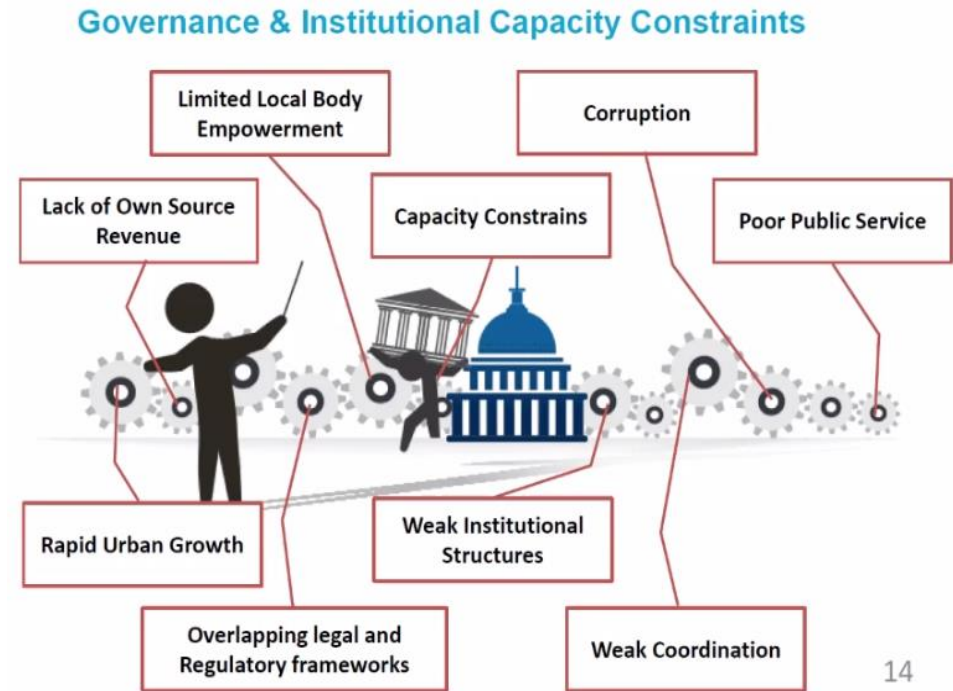 Governance & Institutional Capacity Constraints
Limited Local Body
Empowerment
Corruption
Lack of Own Source
Revenue
Capacity Constrains
Poor Public Service
Rapid Urban Growth
Weak Institutional
Structures
Overlapping legal and
Regulatory frameworks
Weak Coordination
14